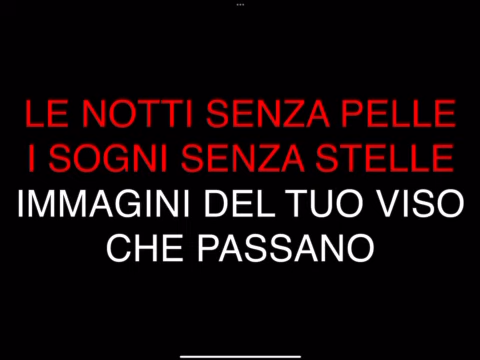 LE NOTTI SENZA PELLE
I SOGNI SENZA STELLE
IMMAGINI DEL TUO VISO
CHE PASSANO